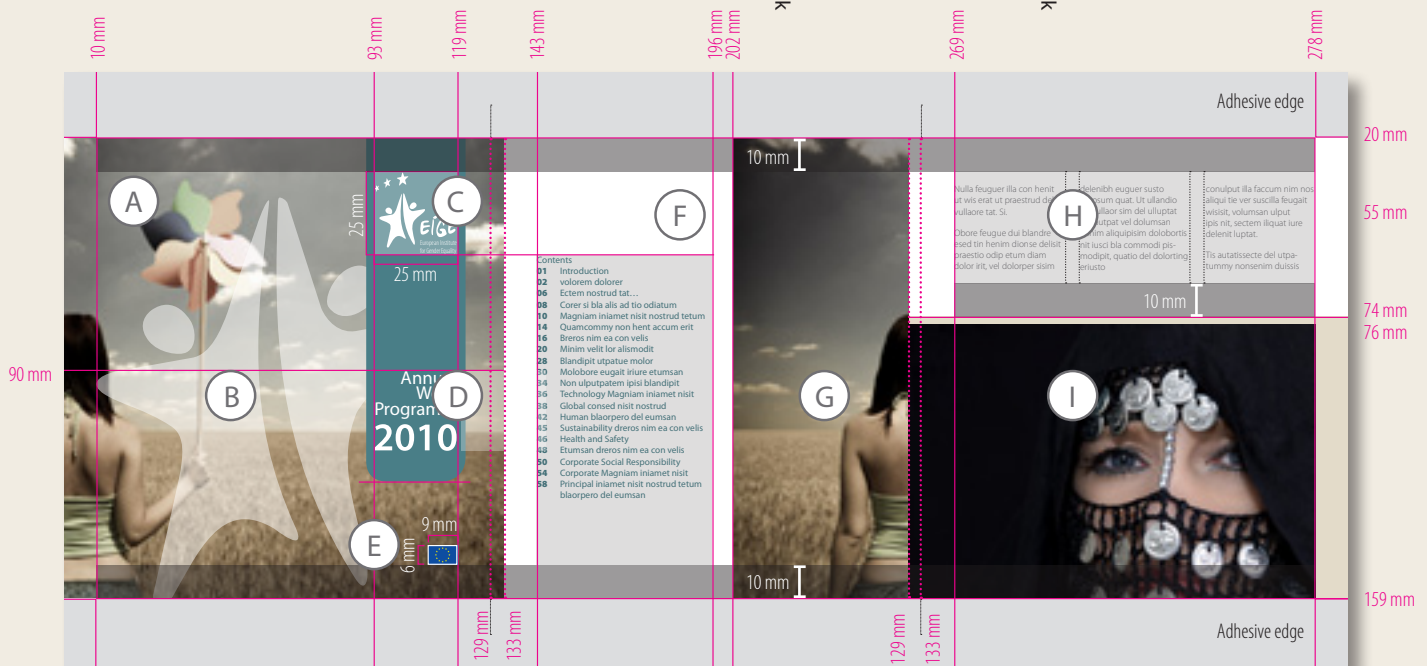 k
k
10 mm
93 mm
119 mm
143 mm
196 mm
202 mm
269 mm
278 mm
Adhesive edge
20 mm
55 mm
74 mm
76 mm
159 mm
90 mm
A
B
C
25 mm
EIGE
European Institute
for Gender Equality
25 mm
D
2010
E
9 mm
6 mm
F
Contents
01 Introduction
02 volorem dolorer
06 Ectem nostrud tat…
08 Corer si bla alis ad tio odiatum
10 Magniam iniamet nisit nostrud tetum
14 Quamcommy non hent accum erit
16 Breros nim ea con velis
20 Minim velit lor alismodit
28 Blandipit utpatue molor
30 Molobore eugait iriure etumsan
34 Non ulputpatem ipisi blandipit
36 Technology Magniam iniamet nisit
38 Global consed nisit nostrud
42 Human blaorpero del eumsan
45 Sustainability dreros nim ea con velis
46 Health and Safety
48 Etumsan dreros nim ea con velis
50 Corporate Social Responsibility
54 Corporate Magniam iniamet nisit
58 Principal iniamet nisit nostrud tetum
blaorpero del eumsan
10 mm
G
10 mm
Nulla feuguer illa con henit
ut wis erat ut praestrud
vullaore tat. Si.
Obore feugue dui blandre
esed tin henim dionse delisit
praestio odip etum diam
dolor irit, vel dolorper sisim
H
delenibh euguer susto
quat. Ut ullandio
sim del ulluptat
vel dolumsan
aliquipisim dolobortis
nit iusci bla commodi pis-
modipit, quatio del dolorting
eriusto
conulput illa faccum nim nos
aliqui tie ver suscilla feugait
wisisit, volumsan ulput
ipis nit, sectem iliquat iure
delenit luptat.
Tis autatissecte del utpa-
tummy nonsenim duissis
10 mm
I
129 mm
133 mm
129 mm
133 mm
Adhesive edge